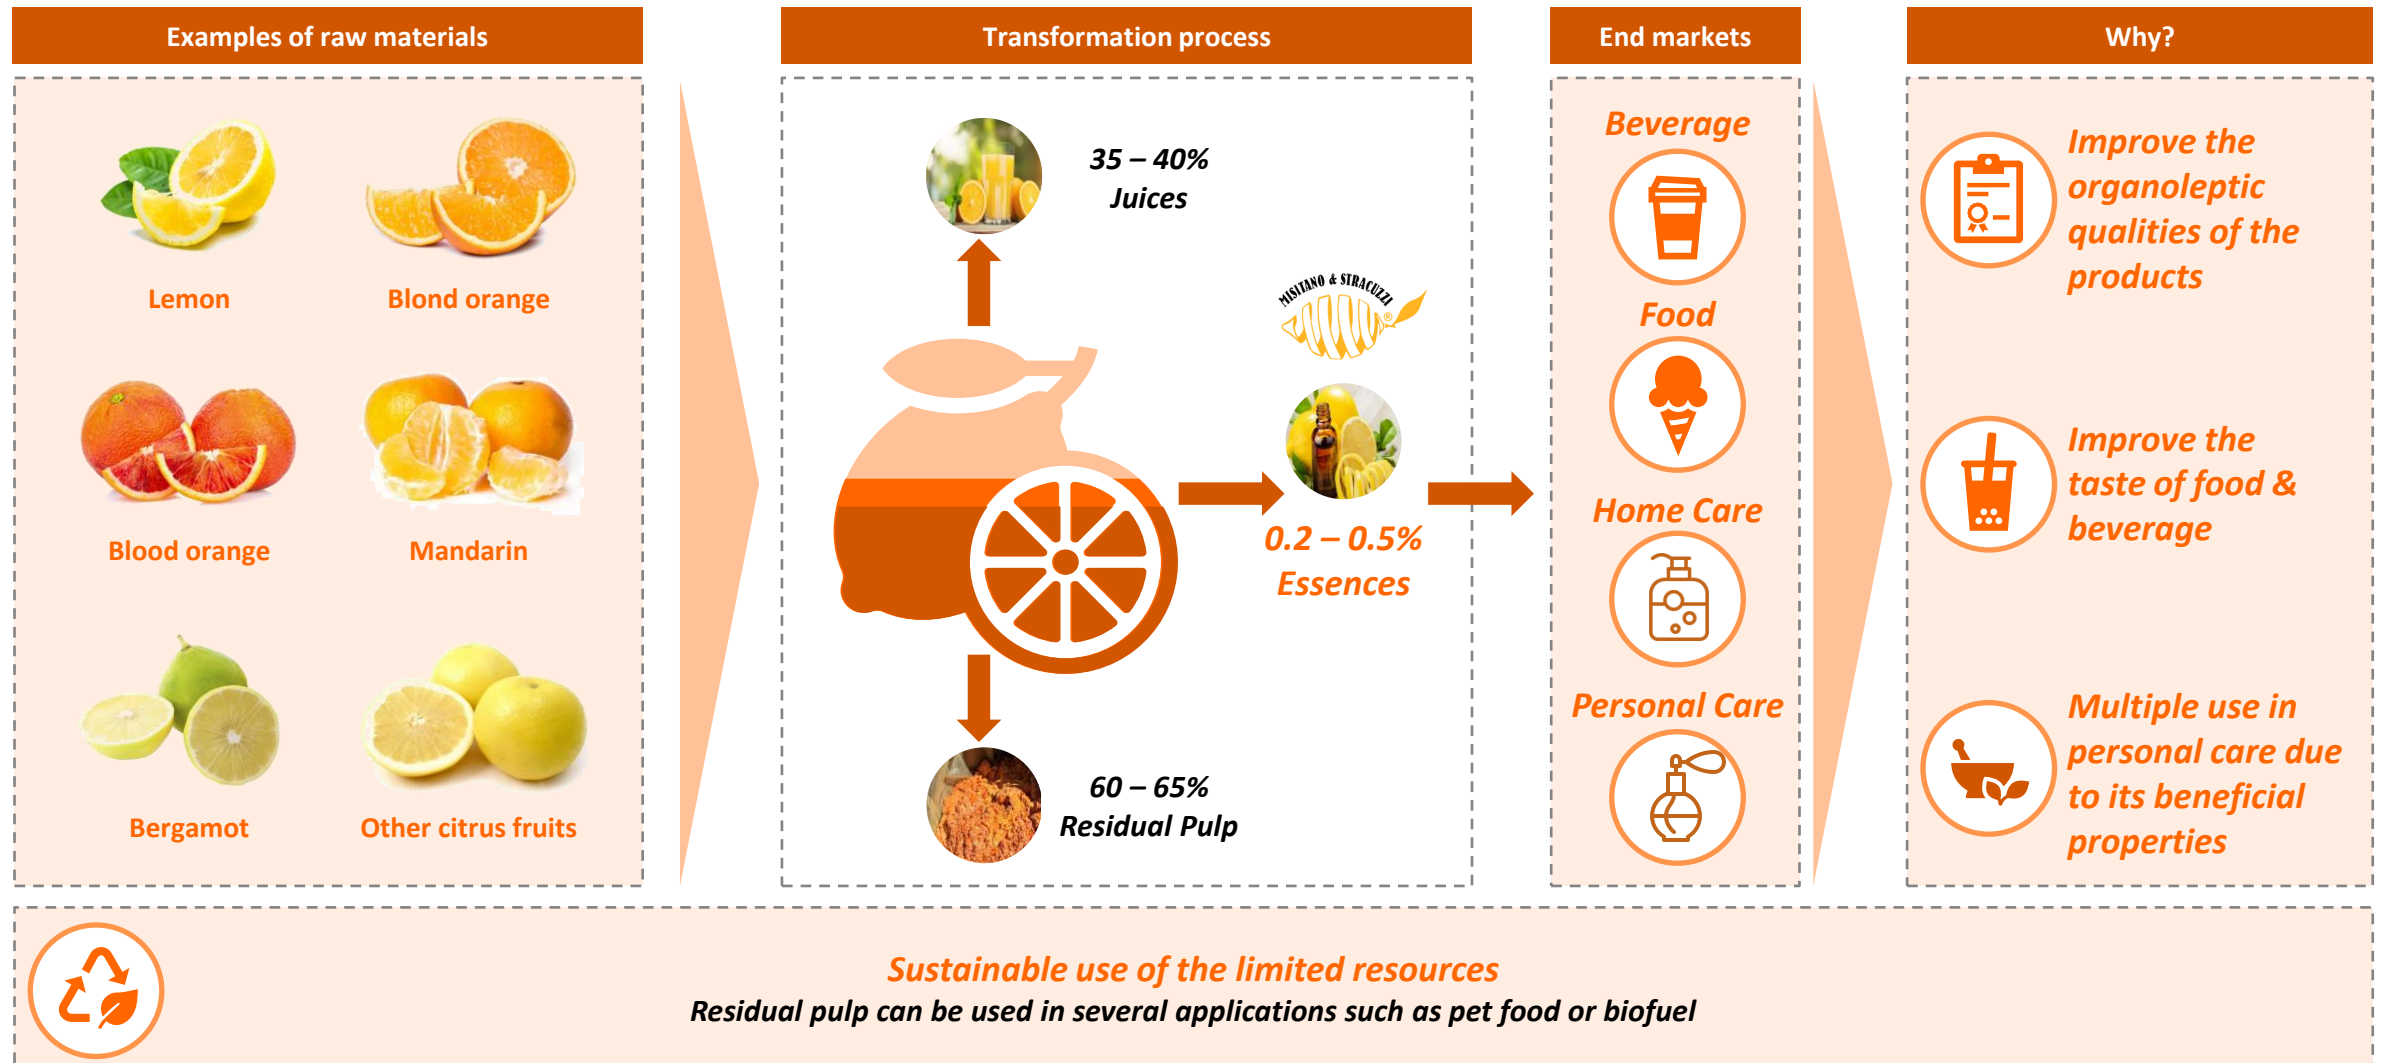 Examples of raw materials
Lemon
Blond orange
Blood orange
Mandarin
Bergamot
Other citrus fruits
Transformation process
35 – 40%
Juices
MISITANO & STRACUZZI
®
0.2 – 0.5%
Essences
60 – 65%
Residual Pulp
End markets
Beverage
Food
Home Care
Personal Care
Why?
Improve the
organoleptic
qualities of the
products
Improve the
taste of food &
beverage
Multiple use in
personal care due
to its beneficial
properties
Sustainable use of the limited resources
Residual pulp can be used in several applications such as pet food or biofuel